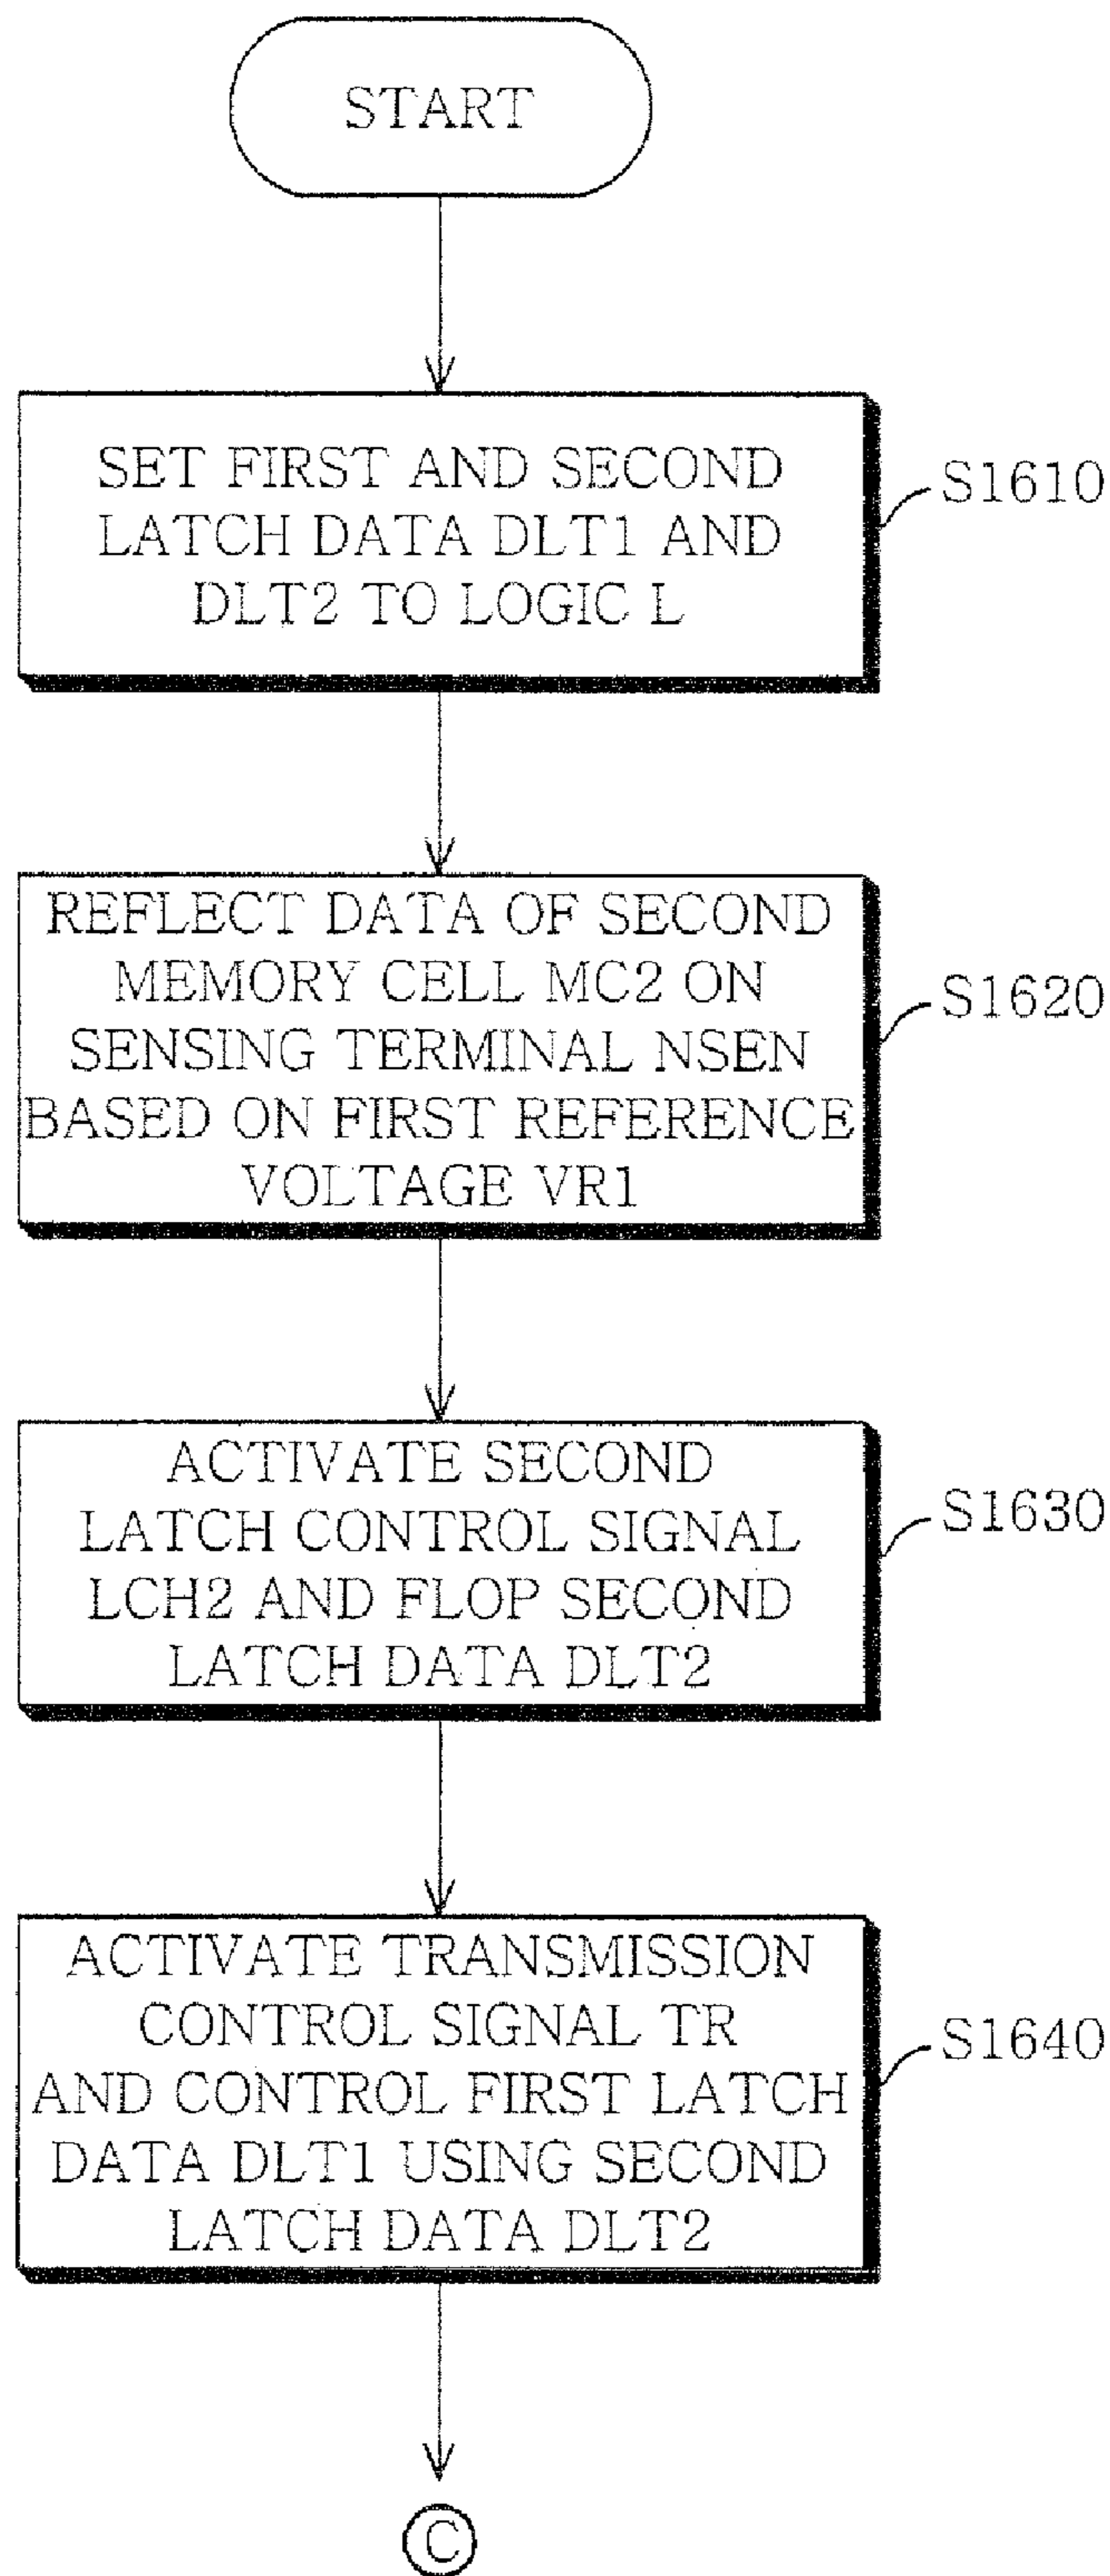 START
SET FIRST AND SECOND
LATCH DATA DLT1 AND
DLT2 TO LOGIC L
S1610
REFLECT DATA OF SECOND
MEMORY CELL MC2 ON
SENSING TERMINAL NSEN
BASED ON FIRST REFERENCE
VOLTAGE VR1
S1620
ACTIVATE SECOND
LATCH CONTROL SIGNAL
LCH2 AND FLOP SECOND
LATCH DATA DLT2
S1630
ACTIVATE TRANSMISSION
CONTROL SIGNAL TR
AND CONTROL FIRST LATCH
DATA DLT1 USING SECOND
LATCH DATA DLT2
S1640
C